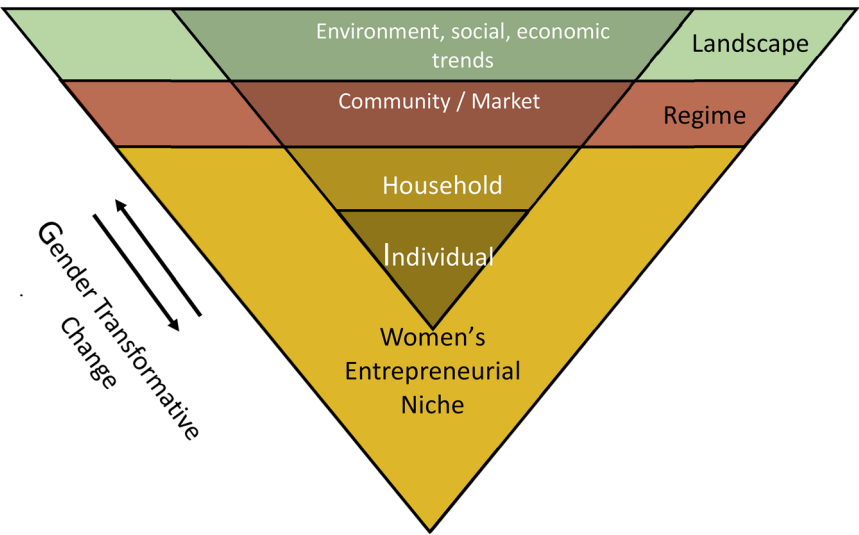 Environment, social, economic
trends
Landscape
Community / Market
Regime
Household
Individual
Women's
Entrepreneurial
Niche
Gender Transformative
Change